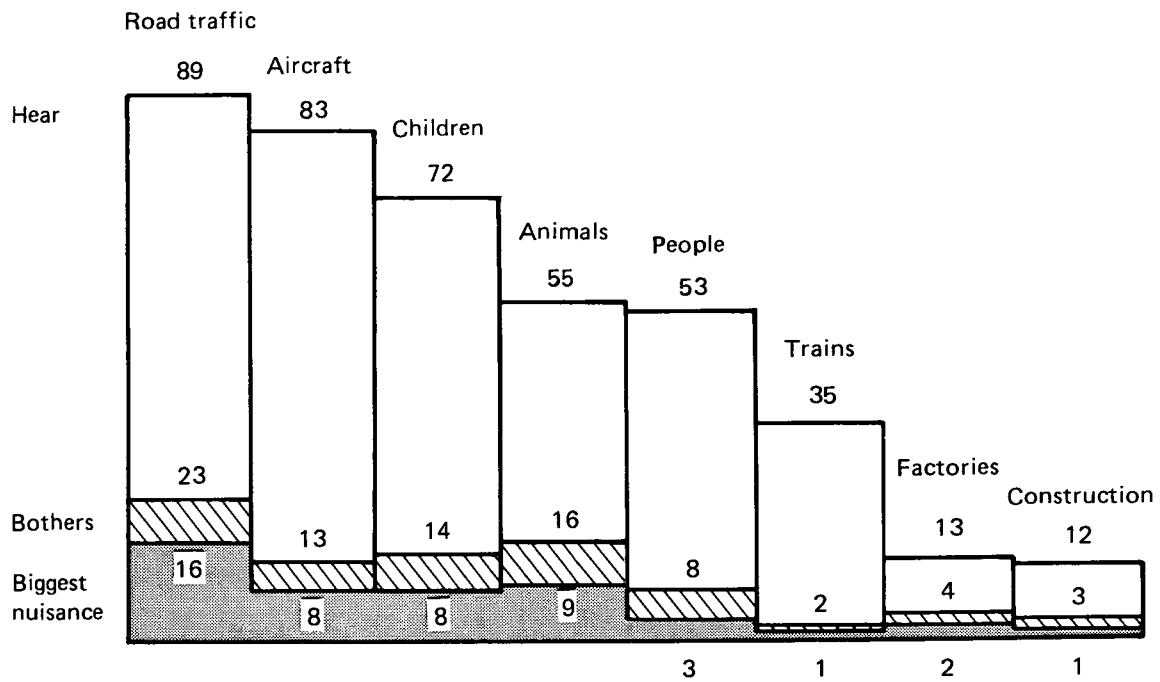 Road traffic
89
Aircraft
Hear
83
Children
72
Animals
People
55
53
Trains
35
Factories
Construction
23
13
12
Bothers
13
14
16
8
2
4
3
16
Biggest
nuisance
8
8
9
3
1
2
1